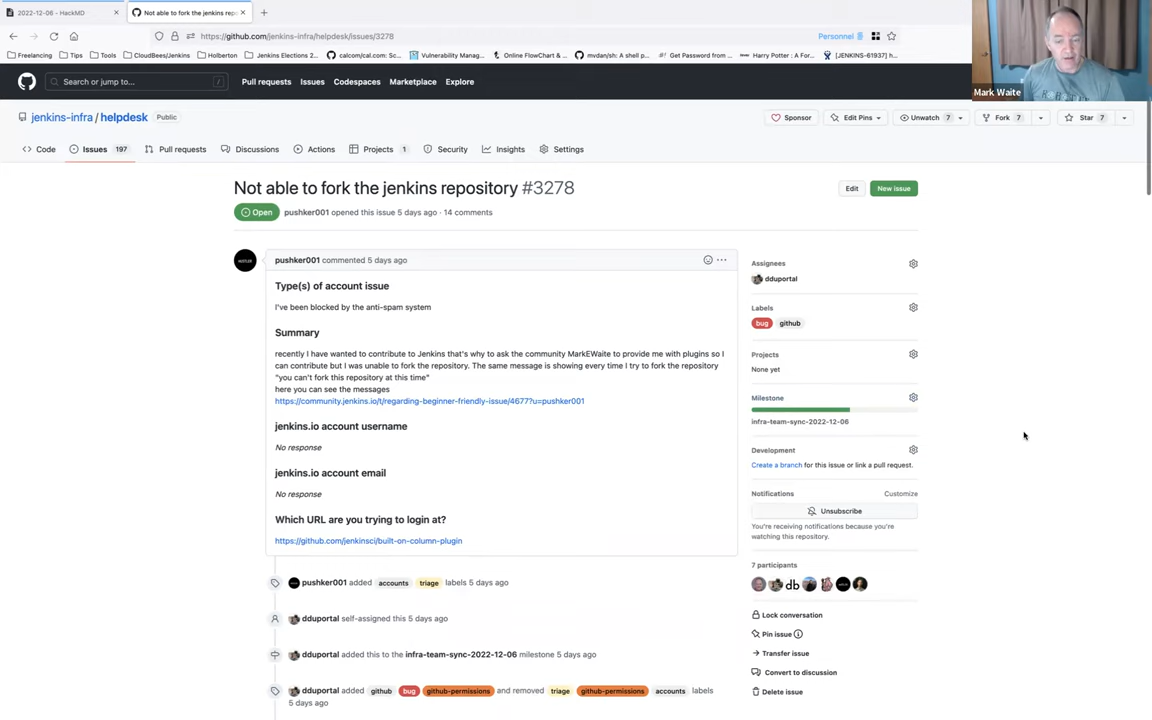 2022-12-06 - HackMD
Not able to fork the jenkins rep
https://github.com/jenkins-infra/helpdesk/issues/3278
Personnel
Freelancing
Tips
Tools
CloudBees/Jenkins
Holberton
Jenkins Elections 2...
calcom/cal.com: Sc...
Vulnerability Manag...
Online FlowChart & ...
mvdan/sh: A shell p...
Get Password from ...
Harry Potter : A Fo...
[JENKINS-61937] h...
Mark Waite
Search or jump to...
/
Pull requests
Issues
Codespaces
Marketplace
Explore
jenkins-infra / helpdesk
Public
Sponsor
Edit Pins
Unwatch 7
Fork 7
Star 7
Code
Issues 197
Pull requests
Discussions
Actions
Projects 1
Security
Insights
Settings
Not able to fork the jenkins repository #3278
Edit
New issue
Open
pushker001 opened this issue 5 days ago · 14 comments
pushker001 commented 5 days ago
Type(s) of account issue
I've been blocked by the anti-spam system
Summary
recently I have wanted to contribute to Jenkins that's why to ask the community MarkEWaite to provide me with plugins so I
can contribute but I was unable to fork the repository. The same message is showing every time I try to fork the repository
"you can't fork this repository at this time"
here you can see the messages
https://community.jenkins.io/t/regarding-beginner-friendly-issue/4677?u=pushker001
jenkins.io account username
No response
jenkins.io account email
No response
Which URL are you trying to login at?
https://github.com/jenkinsci/built-on-column-plugin
pushker001 added accounts triage labels 5 days ago
dduportal self-assigned this 5 days ago
dduportal added this to the infra-team-sync-2022-12-06 milestone 5 days ago
dduportal added github bug github-permissions and removed triage github-permissions accounts labels
5 days ago
Assignees
dduportal
Labels
bug github
Projects
None yet
Milestone
infra-team-sync-2022-12-06
Development
Create a branch for this issue or link a pull request.
Notifications
Customize
Unsubscribe
You're receiving notifications because you're
watching this repository.
7 participants
db
Lock conversation
Pin issue
Transfer issue
Convert to discussion
Delete issue